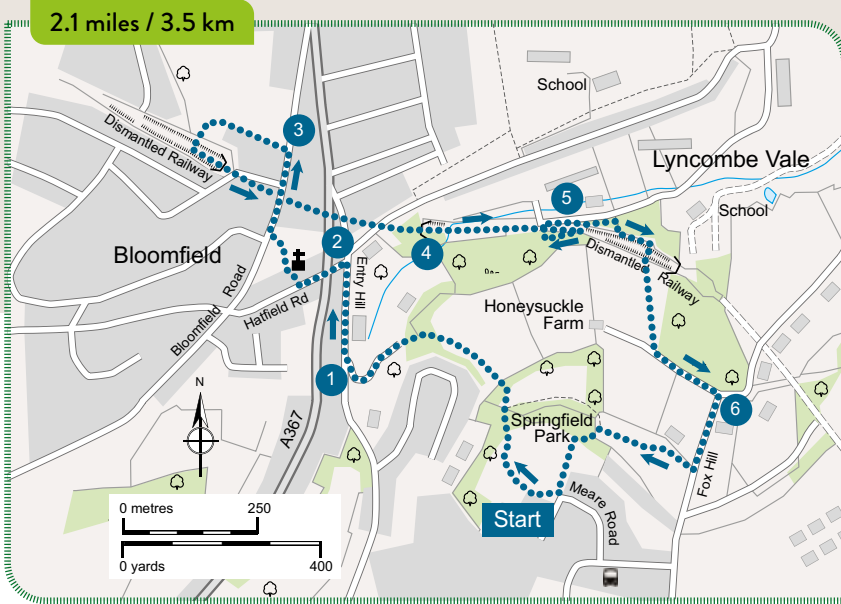 2.1 miles / 3.5 km
School
3
Dismantled Railway
Lyncombe Vale
5
School
Bloomfield
2
4
Dismantled Railway
Entry Hill
Hatfield Rd
Bloomfield Road
Honeysuckle
Farm
1
N
6
Springfield
Park
A367
Fox Hill
Start
Meare Road
0 metres 250
0 yards 400